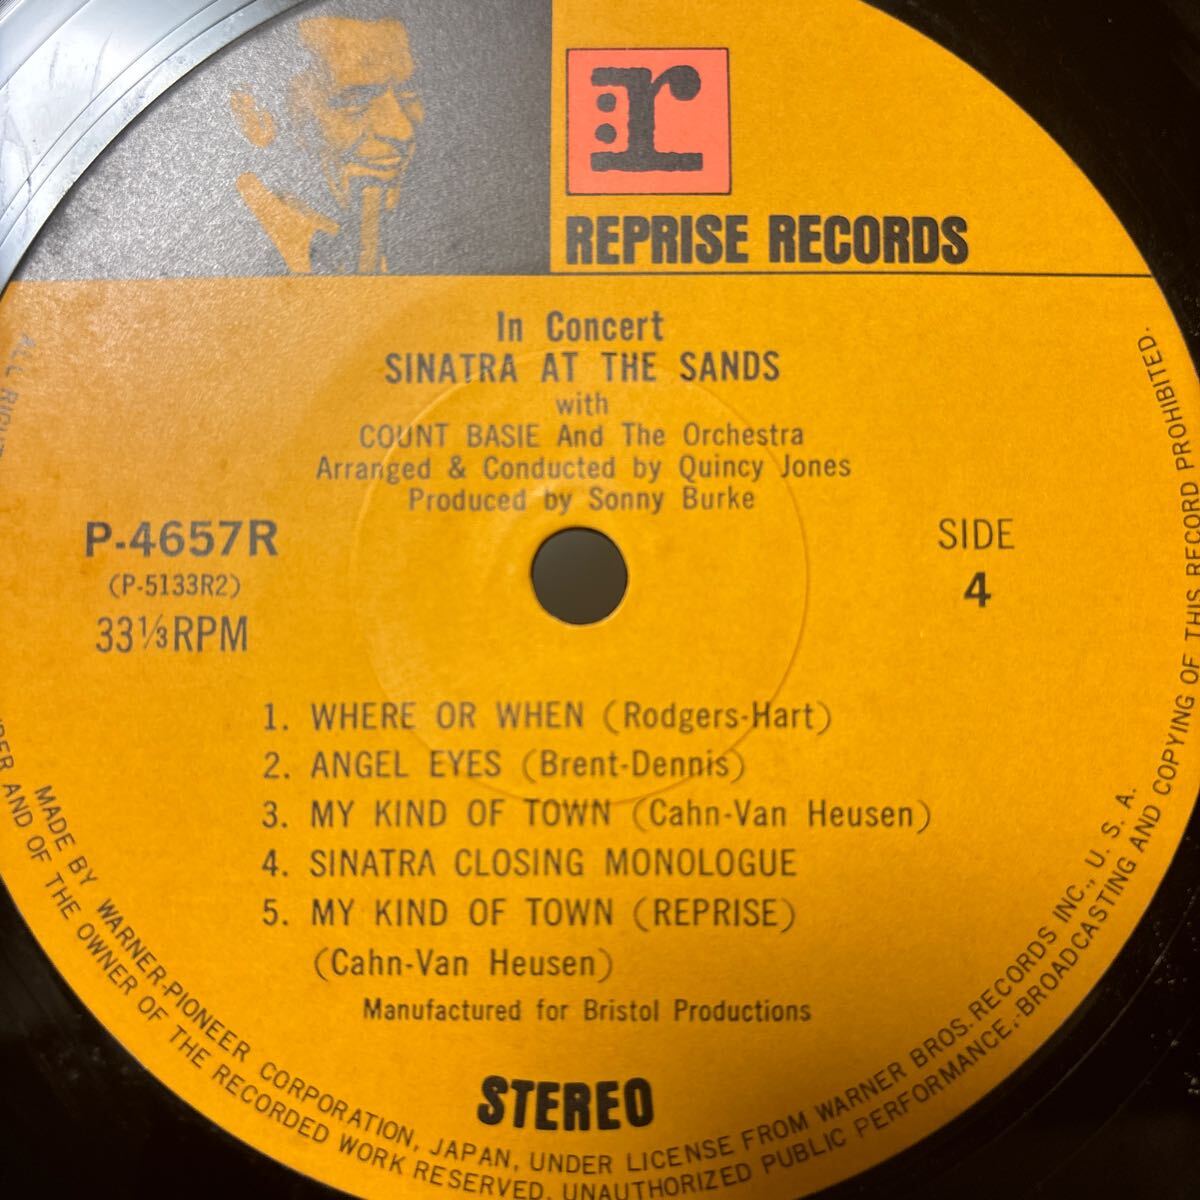 r
REPRISE RECORDS
In Concert
SINATRA AT THE SANDS
with
COUNT BASIE And The Orchestra
Arranged & Conducted by Quincy Jones
Produced by Sonny Burke
P-4657R
(P-5133R2)
33⅓RPM
SIDE
4
1. WHERE OR WHEN (Rodgers-Hart)
2. ANGEL EYES (Brent-Dennis)
3. MY KIND OF TOWN (Cahn-Van Heusen)
4. SINATRA CLOSING MONOLOGUE
5. MY KIND OF TOWN (REPRISE)
(Cahn-Van Heusen)
Manufactured for Bristol Productions
STEREO
MADE BY WARNER-PIONEER CORPORATION, JAPAN, UNDER LICENSE FROM WARNER BROS. RECORDS INC., U. S. A.
ALL AND OF THE OWNER OF THE RECORDED WORK RESERVED. UNAUTHORIZED PUBLIC PERFORMANCE, BROADCASTING AND COPYING OF THIS RECORD PROHIBITED.